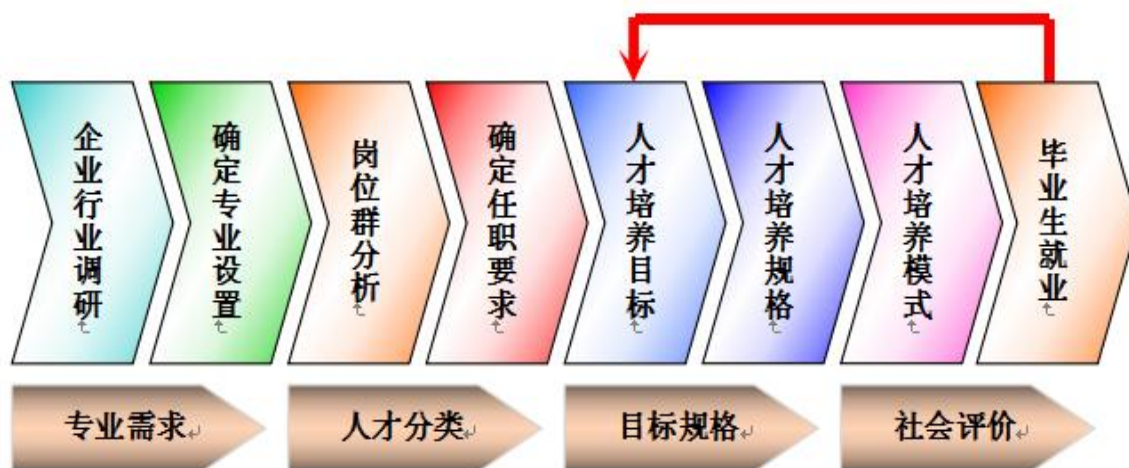 企业行业调研
确定专业设置
岗位群分析
确定任职要求
人才培养目标
人才培养规格
人才培养模式
毕业生就业
专业需求
人才分类
目标规格
社会评价